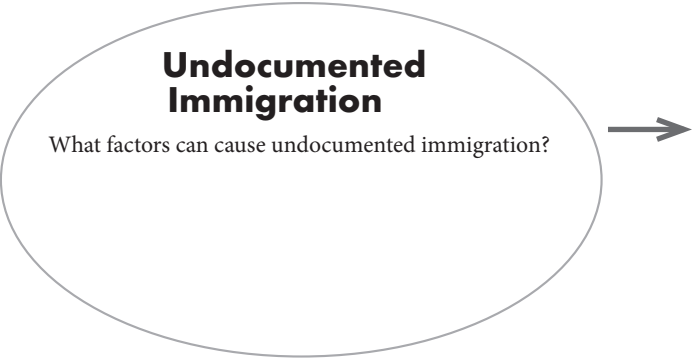 Undocumented
Immigration
What factors can cause undocumented immigration?